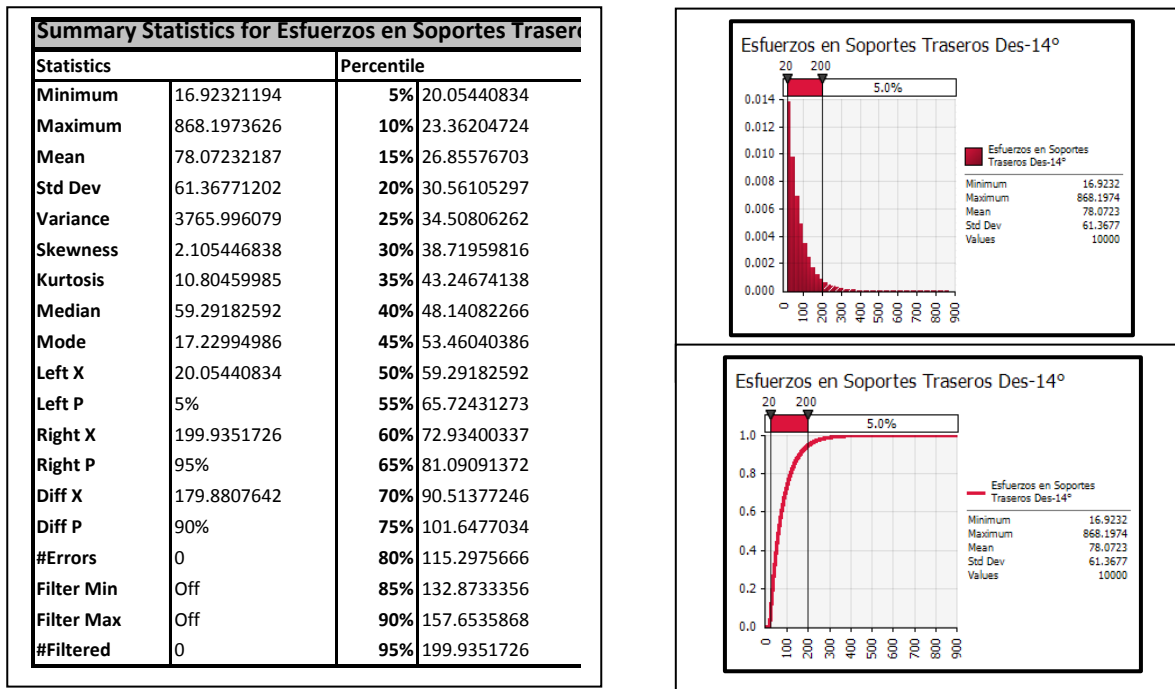 Summary Statistics for Esfuerzos en Soportes Trasero
Statistics Percentile
Minimum 16.92321194 5% 20.05440834
Maximum 868.1973626 10% 23.36204724
Mean 78.07232187 15% 26.85576703
Std Dev 61.36771202 20% 30.56105297
Variance 3765.996079 25% 34.50806262
Skewness 2.105446838 30% 38.71959816
Kurtosis 10.80459985 35% 43.24674138
Median 59.29182592 40% 48.14082266
Mode 17.22994986 45% 53.46040386
Left X 20.05440834 50% 59.29182592
Left P 5% 55% 65.72431273
Right X 199.9351726 60% 72.93400337
Right P 95% 65% 81.09091372
Diff X 179.8807642 70% 90.51377246
Diff P 90% 75% 101.6477034
#Errors 0 80% 115.2975666
Filter Min Off 85% 132.8733356
Filter Max Off 90% 157.6535868
#Filtered 0 95% 199.9351726
Esfuerzos en Soportes Traseros Des-14°
20 200
5.0%
0.014
0.012
0.010
0.008
0.006
0.004
0.002
0.000
0 100 200 300 400 500 600 700 800 900
Esfuerzos en Soportes
Traseros Des-14°
Minimum 16.9232
Maximum 868.1974
Mean 78.0723
Std Dev 61.3677
Values 10000
Esfuerzos en Soportes Traseros Des-14°
20 200
5.0%
1.0
0.8
0.6
0.4
0.2
0.0
0 100 200 300 400 500 600 700 800 900
Esfuerzos en Soportes
Traseros Des-14°
Minimum 16.9232
Maximum 868.1974
Mean 78.0723
Std Dev 61.3677
Values 10000